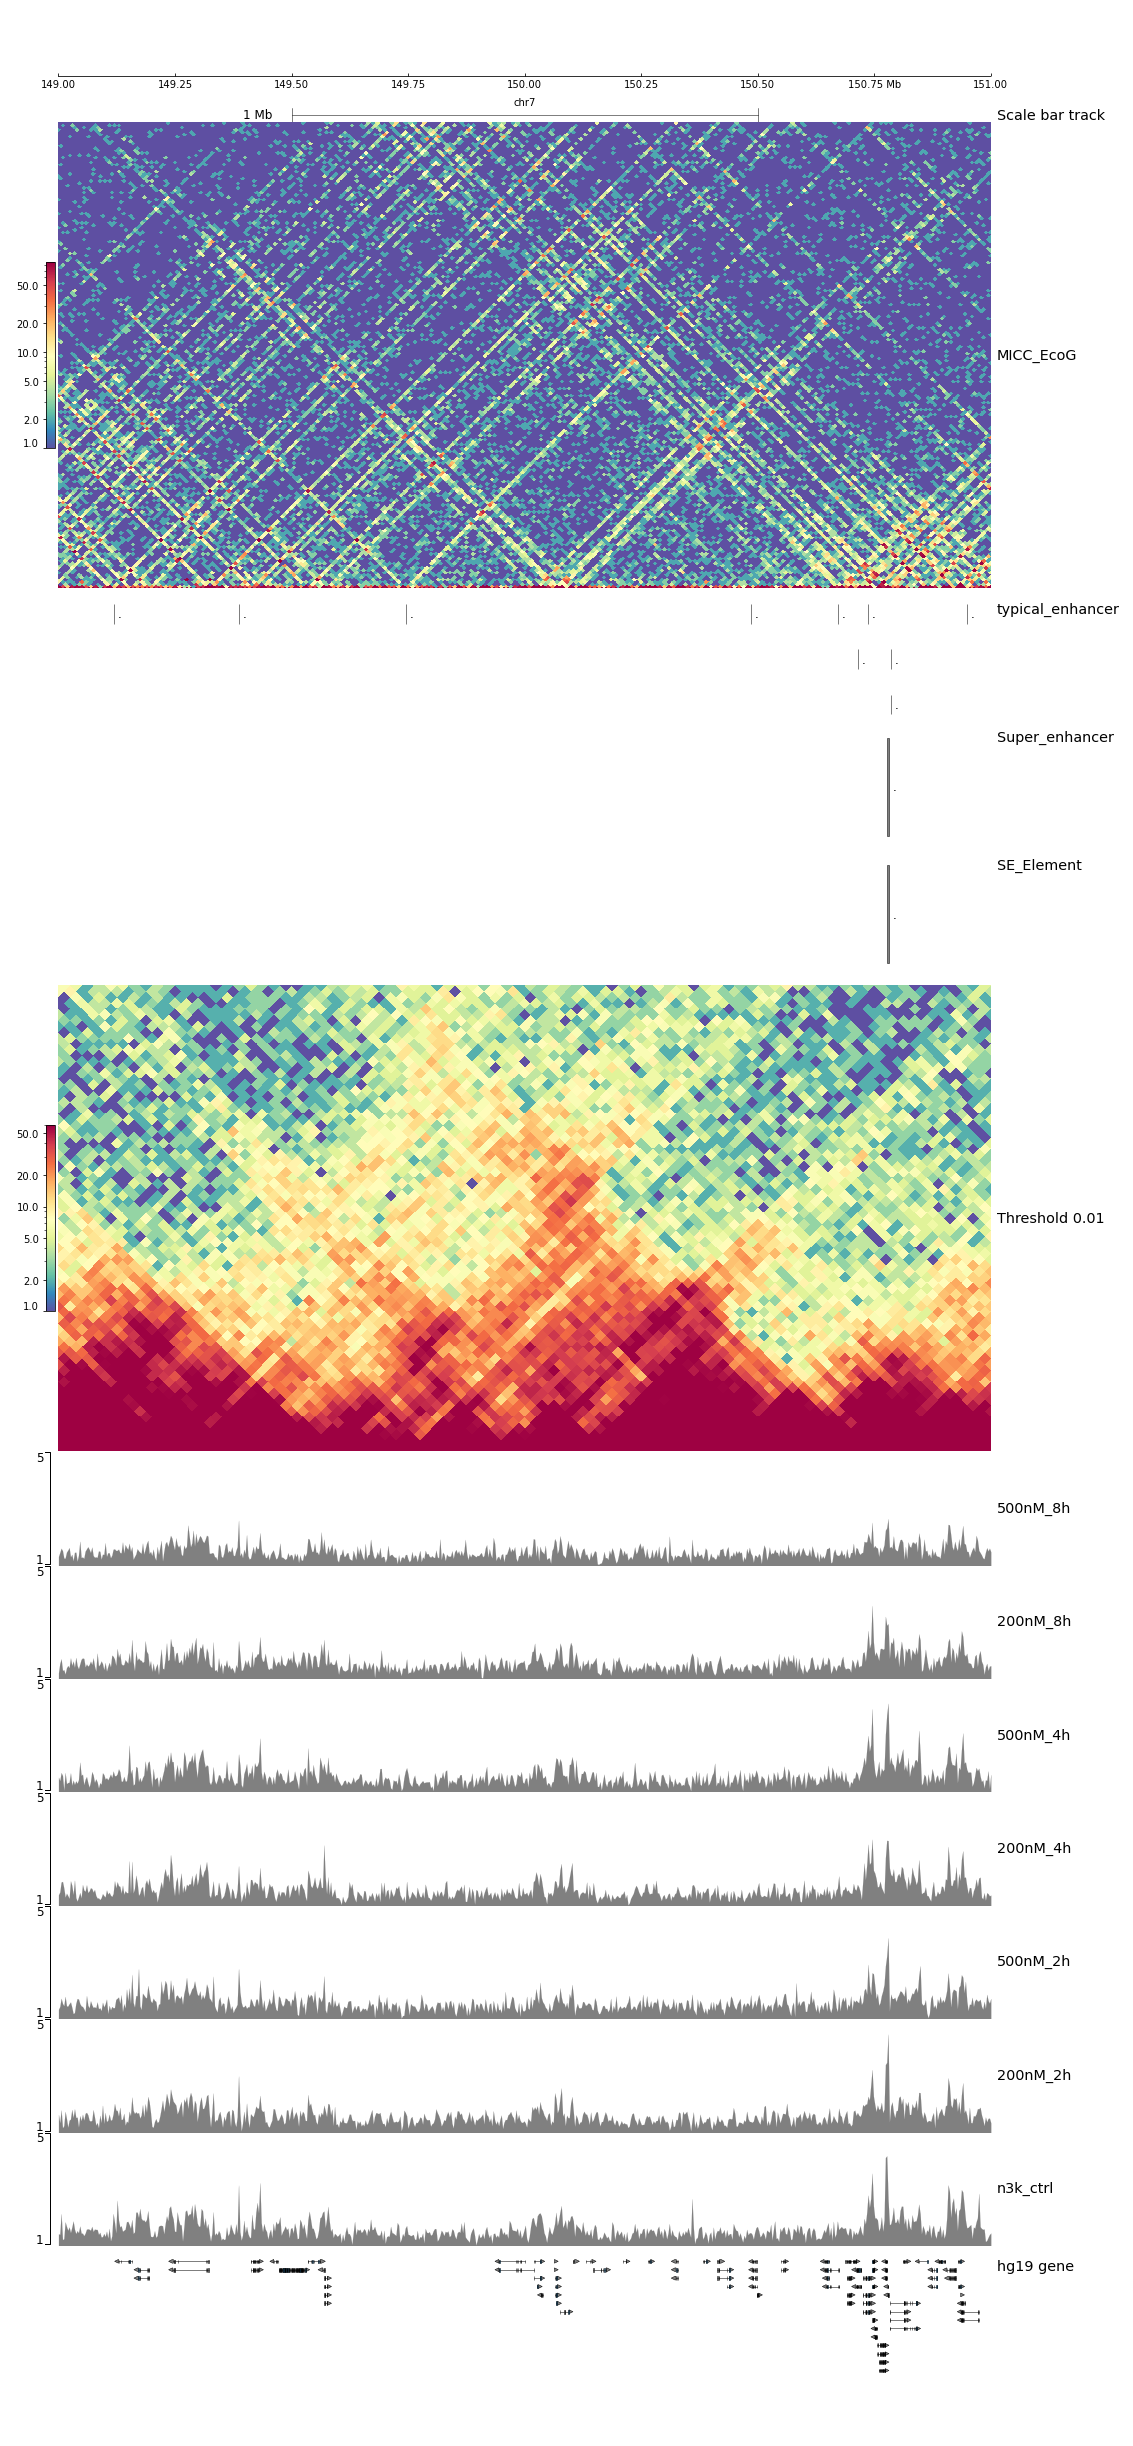 149.00 149.25 149.50 149.75 150.00 150.25 150.50 150.75 Mb 151.00
chr7
1 Mb
Scale bar track
50.0
20.0
10.0
5.0
2.0
1.0
MICC_EcoG
typical_enhancer
. . . . . . .
. .
.
Super_enhancer
.
SE_Element
.
50.0
20.0
10.0
5.0
2.0
1.0
Threshold 0.01
5
500nM_8h
1
5
200nM_8h
1
5
500nM_4h
1
5
200nM_4h
1
5
500nM_2h
1
5
200nM_2h
1
5
n3k_ctrl
1
hg19 gene